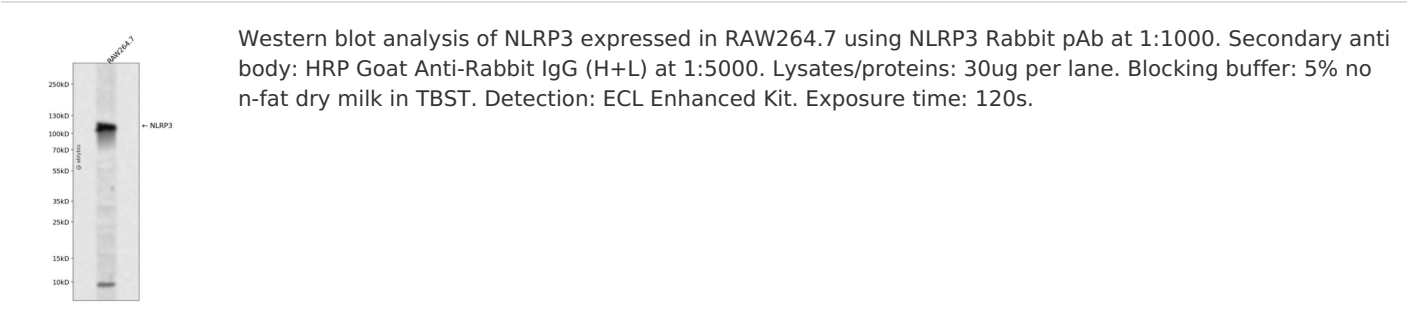 RAW264.7
250kD
130kD
← NLRP3
100kD
70kD
@ abybio
55kD
35kD
25kD
15kD
10kD
Western blot analysis of NLRP3 expressed in RAW264.7 using NLRP3 Rabbit pAb at 1:1000. Secondary anti
body: HRP Goat Anti-Rabbit IgG (H+L) at 1:5000. Lysates/proteins: 30ug per lane. Blocking buffer: 5% no
n-fat dry milk in TBST. Detection: ECL Enhanced Kit. Exposure time: 120s.